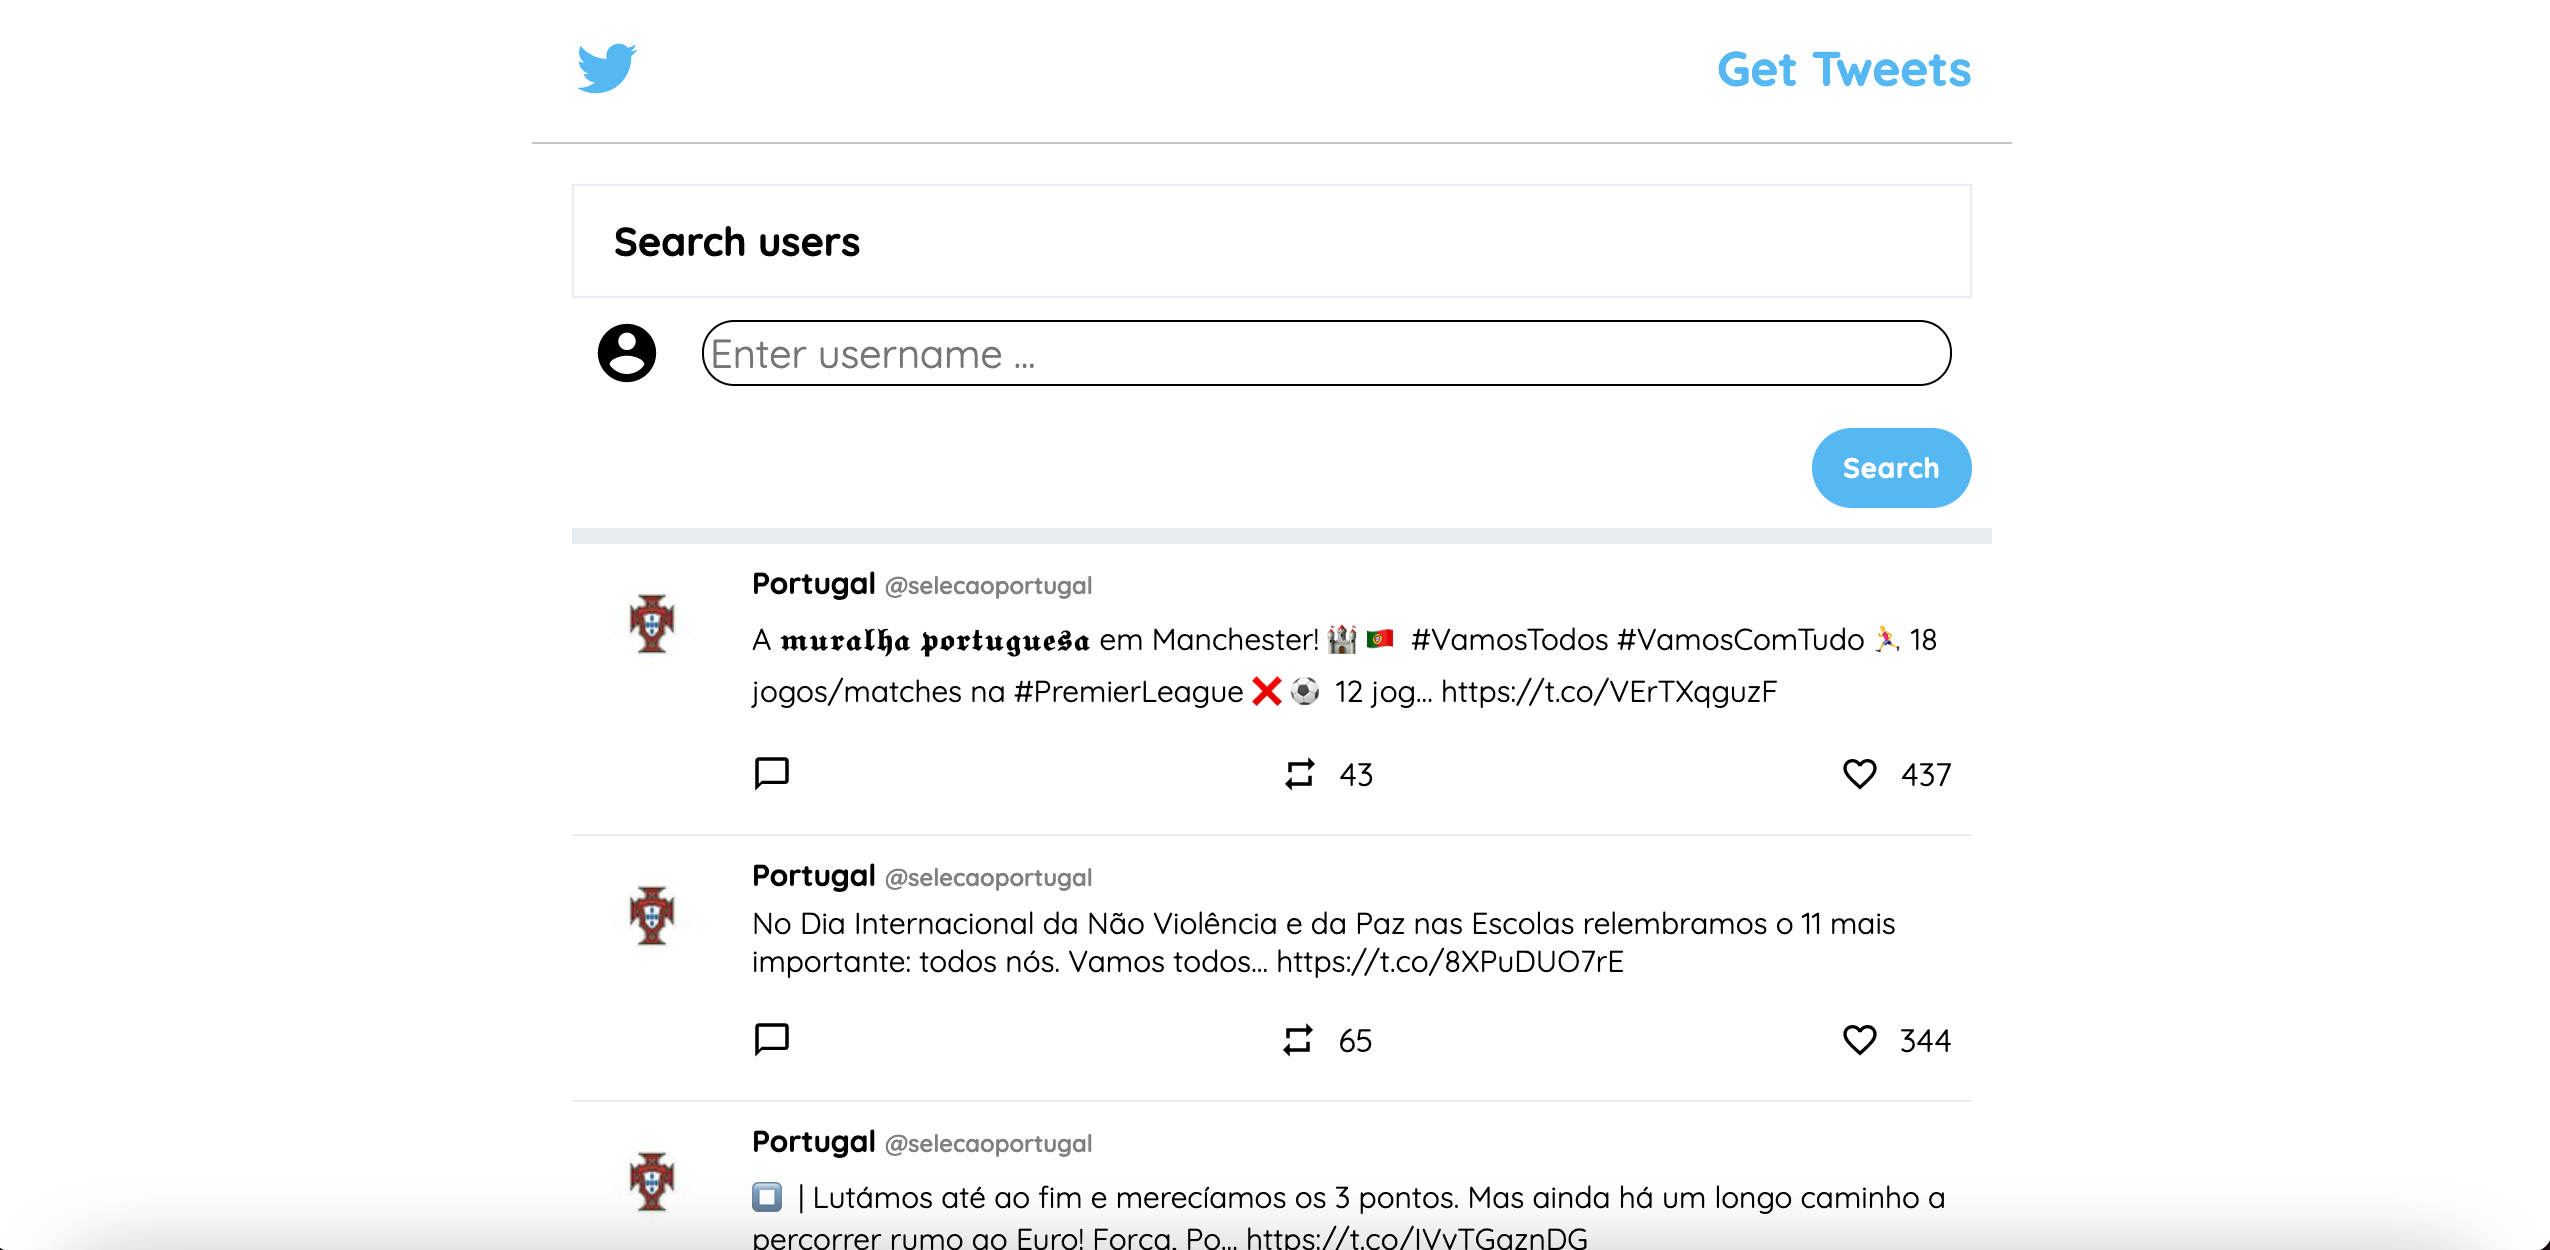 Get Tweets
Search users
Enter username ...
Search
Portugal @selecaoportugal
A 𝖒𝖚𝖗𝖆𝖑𝖍𝖆 𝖕𝖔𝖗𝖙𝖚𝖌𝖚𝖊𝖘𝖆 em Manchester! 🏰 🇵🇹 #VamosTodos #VamosComTudo 🏃‍♀️ 18
jogos/matches na #PremierLeague ❌ ⚽ 12 jog... https://t.co/VErTXqguzF
43
437
Portugal @selecaoportugal
No Dia Internacional da Não Violência e da Paz nas Escolas relembramos o 11 mais
importante: todos nós. Vamos todos... https://t.co/8XPuDUO7rE
65
344
Portugal @selecaoportugal
⏹ | Lutámos até ao fim e merecíamos os 3 pontos. Mas ainda há um longo caminho a
percorrer rumo ao Euro! Força, Po...